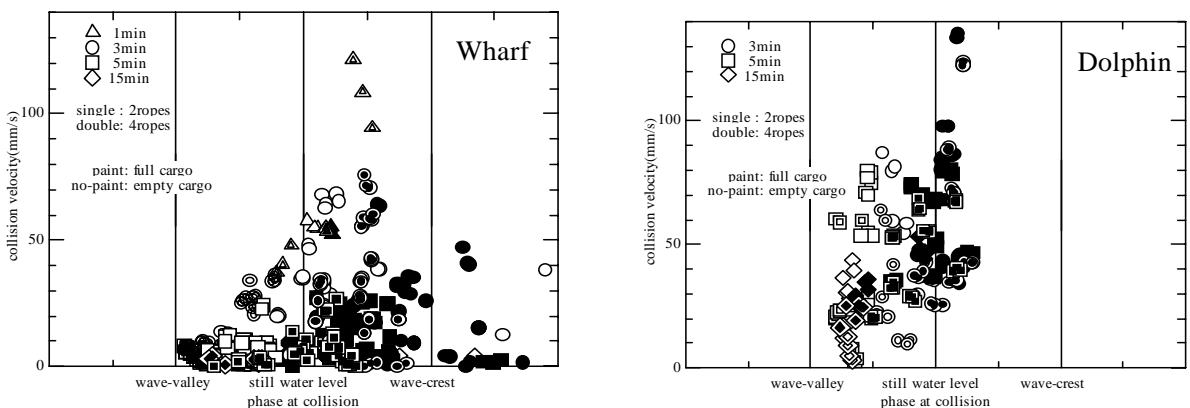 Wharf
1min
3min
5min
15min
single : 2ropes
double: 4ropes
paint: full cargo
no-paint: empty cargo
100
50
0
collision velocity(mm/s)
wave-valley
still water level
wave-crest
phase at collision
Dolphin
3min
5min
15min
single : 2ropes
double: 4ropes
paint: full cargo
no-paint: empty cargo
100
50
0
collision velocity(mm/s)
wave-valley
still water level
wave-crest
phase at collision